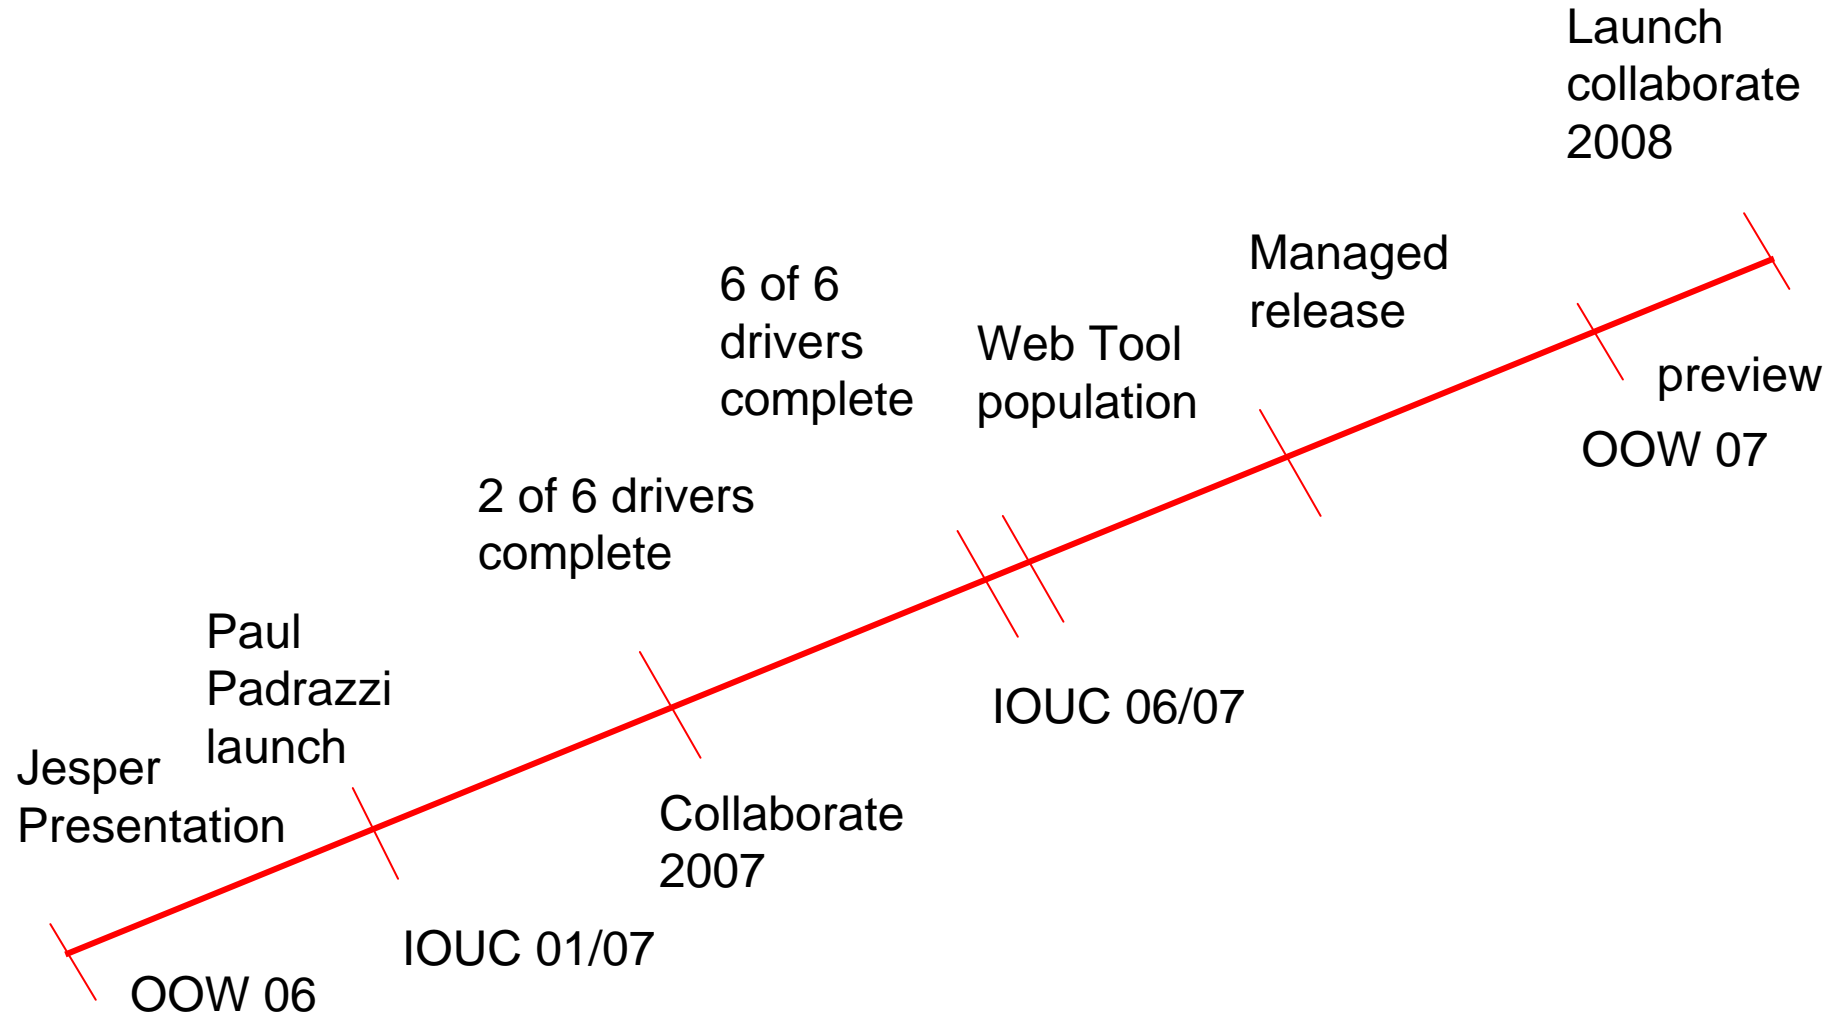 Launch
collaborate
2008
Managed
release
6 of 6
drivers
complete
Web Tool
population
preview
OOW 07
2 of 6 drivers
complete
Paul
Padrazzi
launch
IOUC 06/07
Jesper
Presentation
Collaborate
2007
IOUC 01/07
OOW 06